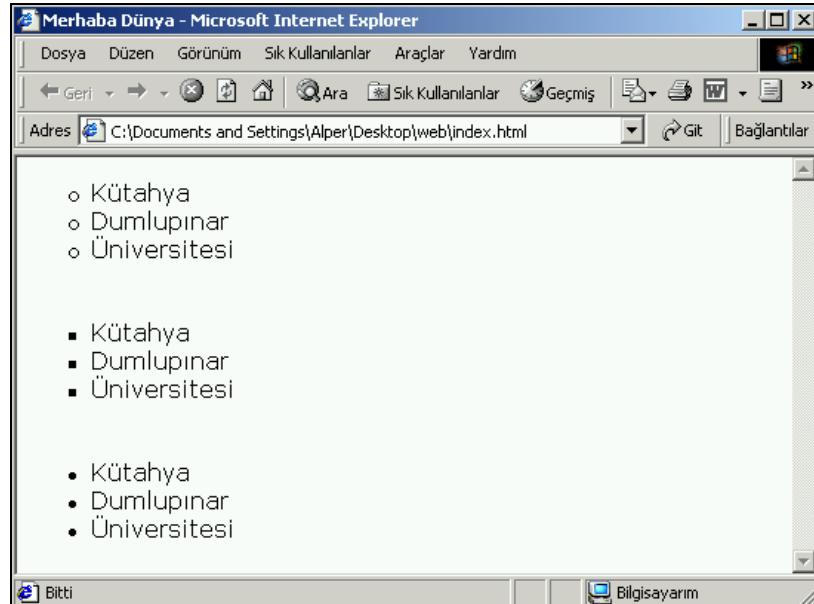 Merhaba Dünya - Microsoft Internet Explorer
Dosya Düzen Görünüm Sık Kullanılanlar Araçlar Yardım
Geri Ara Sık Kullanılanlar Geçmiş »
Adres C:\Documents and Settings\Alper\Desktop\web\index.html Git Bağlantılar
Kütahya
Dumlupınar
Üniversitesi
Kütahya
Dumlupınar
Üniversitesi
Kütahya
Dumlupınar
Üniversitesi
Bitti Bilgisayarım